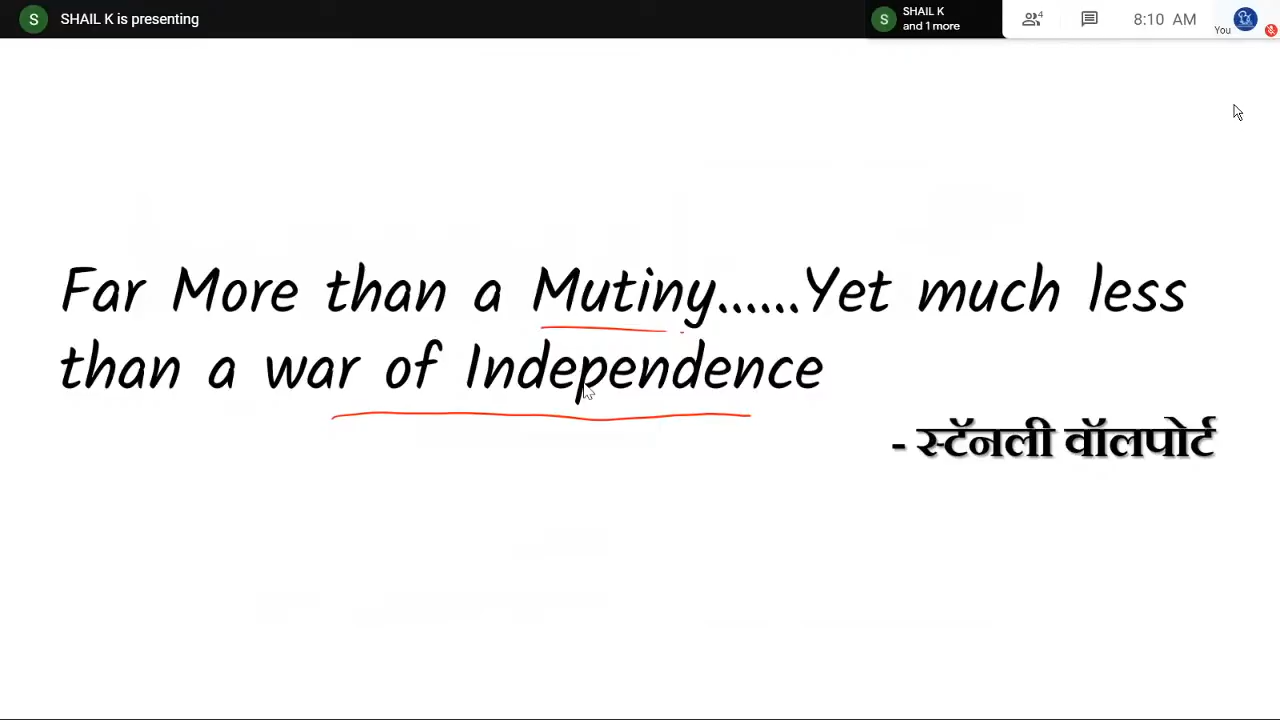 S SHAIL K is presenting
S SHAIL K
and 1 more
4
8:10 AM
You
Far More than a Mutiny......Yet much less
than a war of Independence
- स्टॅनली वॉलपोर्ट